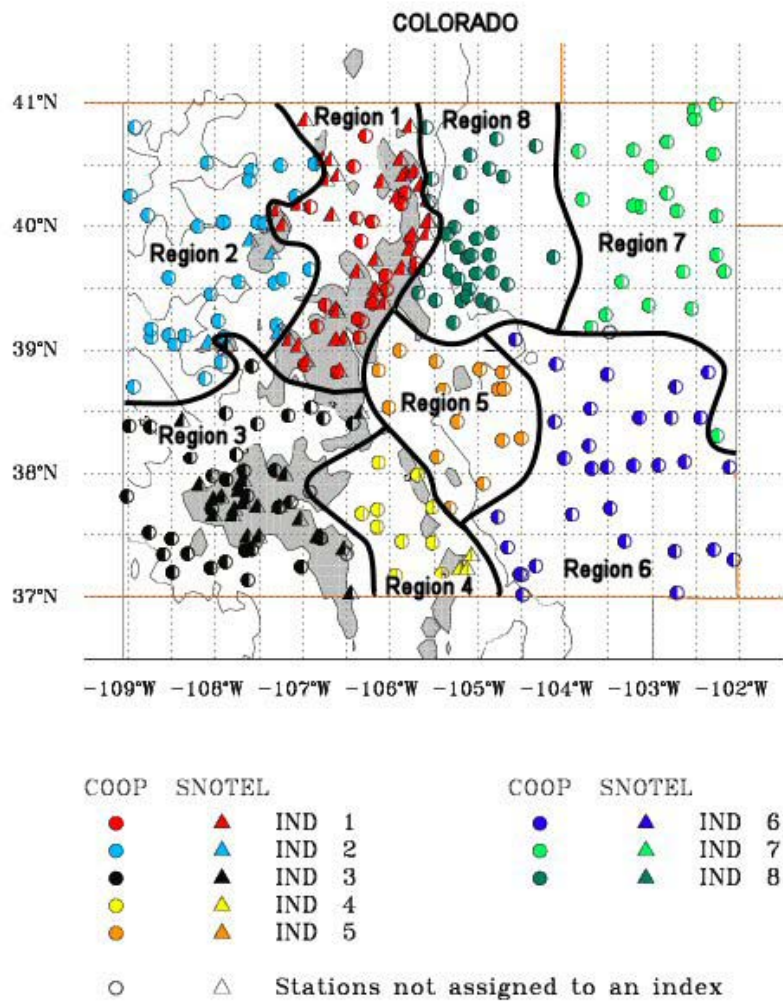 COLORADO
41°N
Region 1
Region 8
40°N
Region 2
Region 7
39°N
Region 5
Region 3
38°N
Region 6
Region 4
37°N
-109°W -108°W -107°W -106°W -105°W -104°W -103°W -102°W
COOP SNOTEL COOP SNOTEL
IND 1 IND 6
IND 2 IND 7
IND 3 IND 8
IND 4
IND 5
Stations not assigned to an index